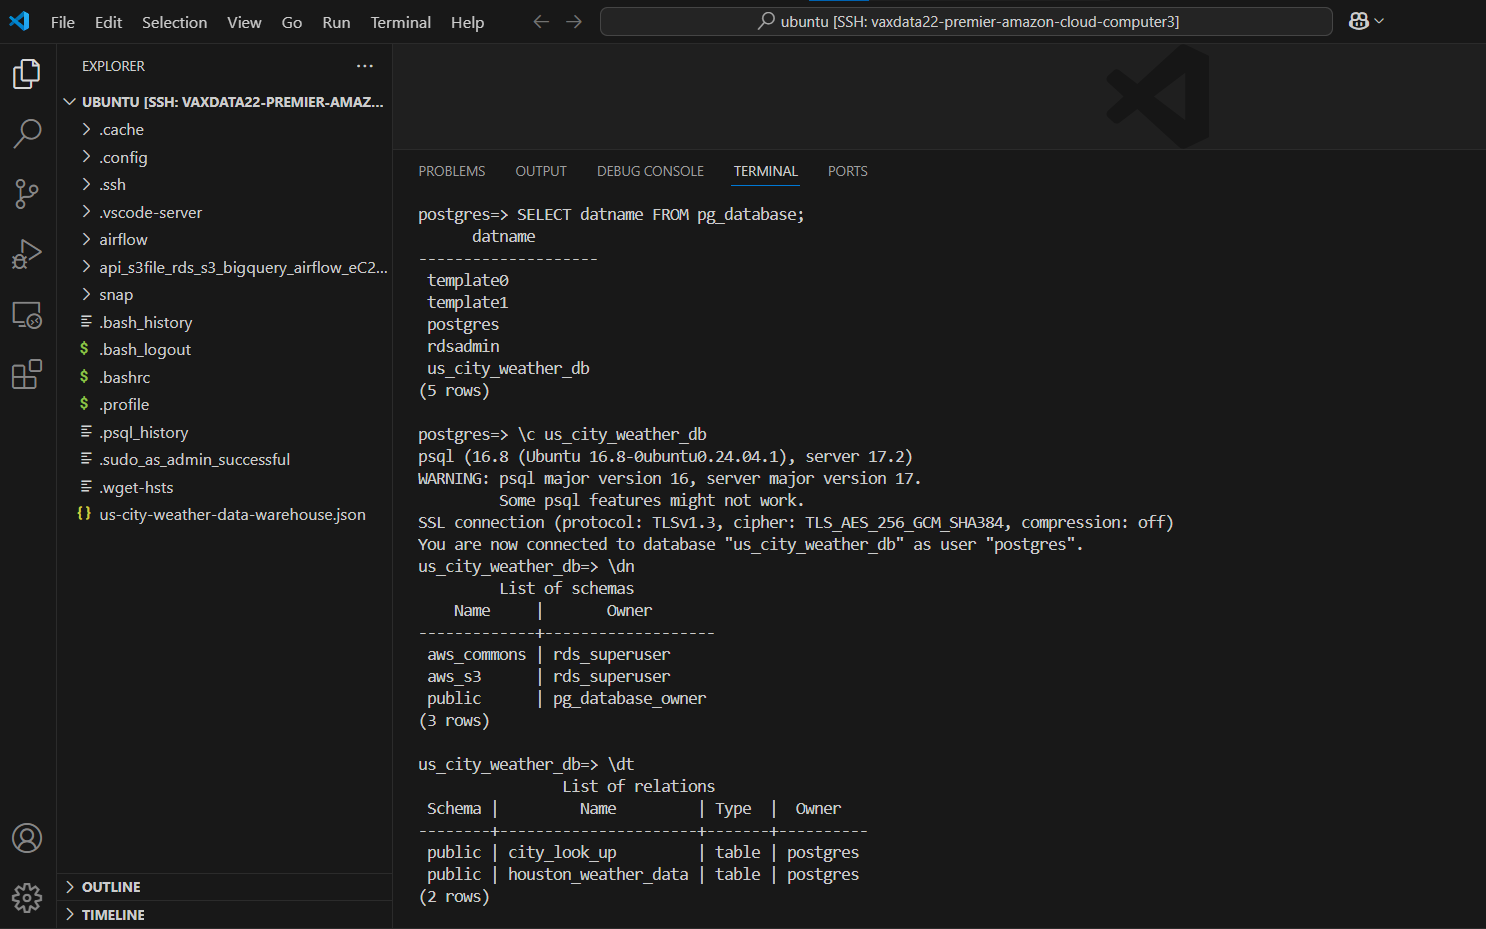 File Edit Selection View Go Run Terminal Help
ubuntu [SSH: vaxdata22-premier-amazon-cloud-computer3]
EXPLORER
UBUNTU [SSH: VAXDATA22-PREMIER-AMAZ...
.cache
.config
.ssh
.vscode-server
airflow
api_s3file_rds_s3_bigquery_airflow_eC2...
snap
.bash_history
.bash_logout
.bashrc
.profile
.psql_history
.sudo_as_admin_successful
.wget-hsts
us-city-weather-data-warehouse.json
OUTLINE
TIMELINE
PROBLEMS OUTPUT DEBUG CONSOLE TERMINAL PORTS
postgres=> SELECT datname FROM pg_database;
datname
--------------------
template0
template1
postgres
rdsadmin
us_city_weather_db
(5 rows)
postgres=> \c us_city_weather_db
psql (16.8 (Ubuntu 16.8-0ubuntu0.24.04.1), server 17.2)
WARNING: psql major version 16, server major version 17.
Some psql features might not work.
SSL connection (protocol: TLSv1.3, cipher: TLS_AES_256_GCM_SHA384, compression: off)
You are now connected to database "us_city_weather_db" as user "postgres".
us_city_weather_db=> \dn
List of schemas
Name | Owner
-------------+-------------------
aws_commons | rds_superuser
aws_s3 | rds_superuser
public | pg_database_owner
(3 rows)
us_city_weather_db=> \dt
List of relations
Schema | Name | Type | Owner
--------+----------------------+-------+----------
public | city_look_up | table | postgres
public | houston_weather_data | table | postgres
(2 rows)